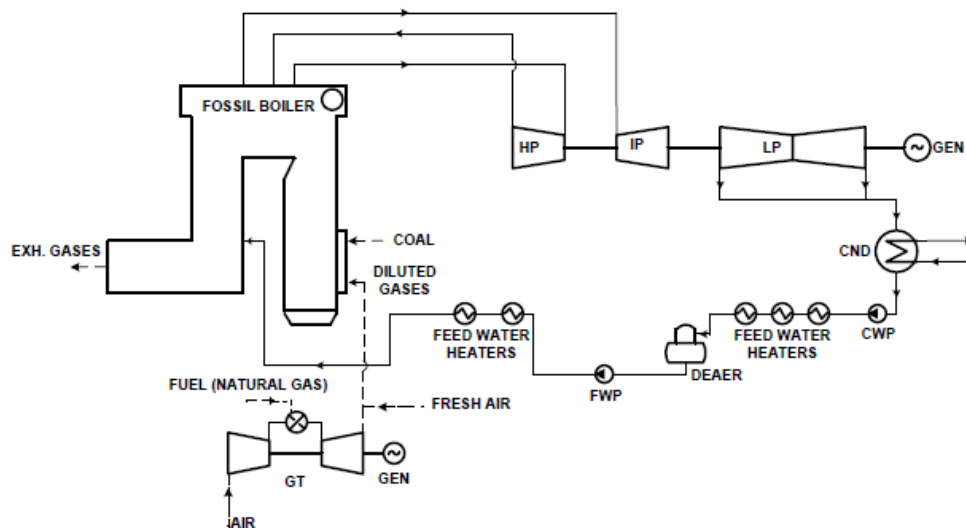 FOSSIL BOILER
HP
IP
LP
GEN
EXH. GASES
COAL
CND
DILUTED
GASES
FEED WATER
HEATERS
FEED WATER
HEATERS
CWP
DEAER
FWP
FUEL (NATURAL GAS)
FRESH AIR
GT
GEN
AIR